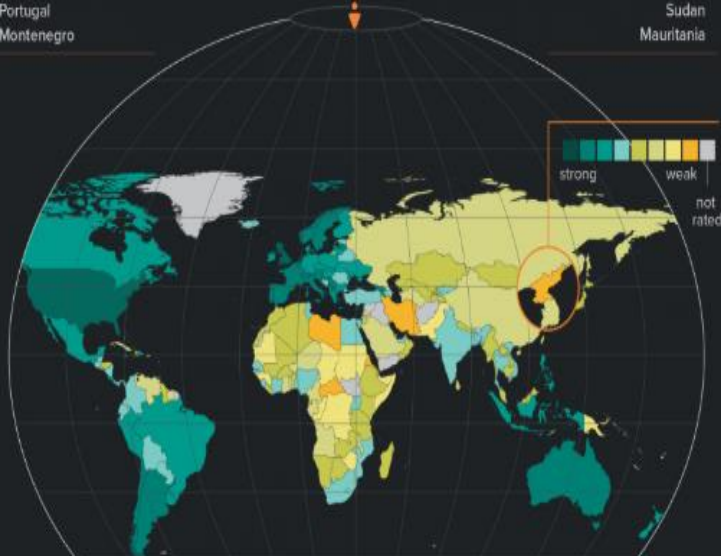 Portugal
Montenegro
Sudan
Mauritania
strong
weak
not
rated